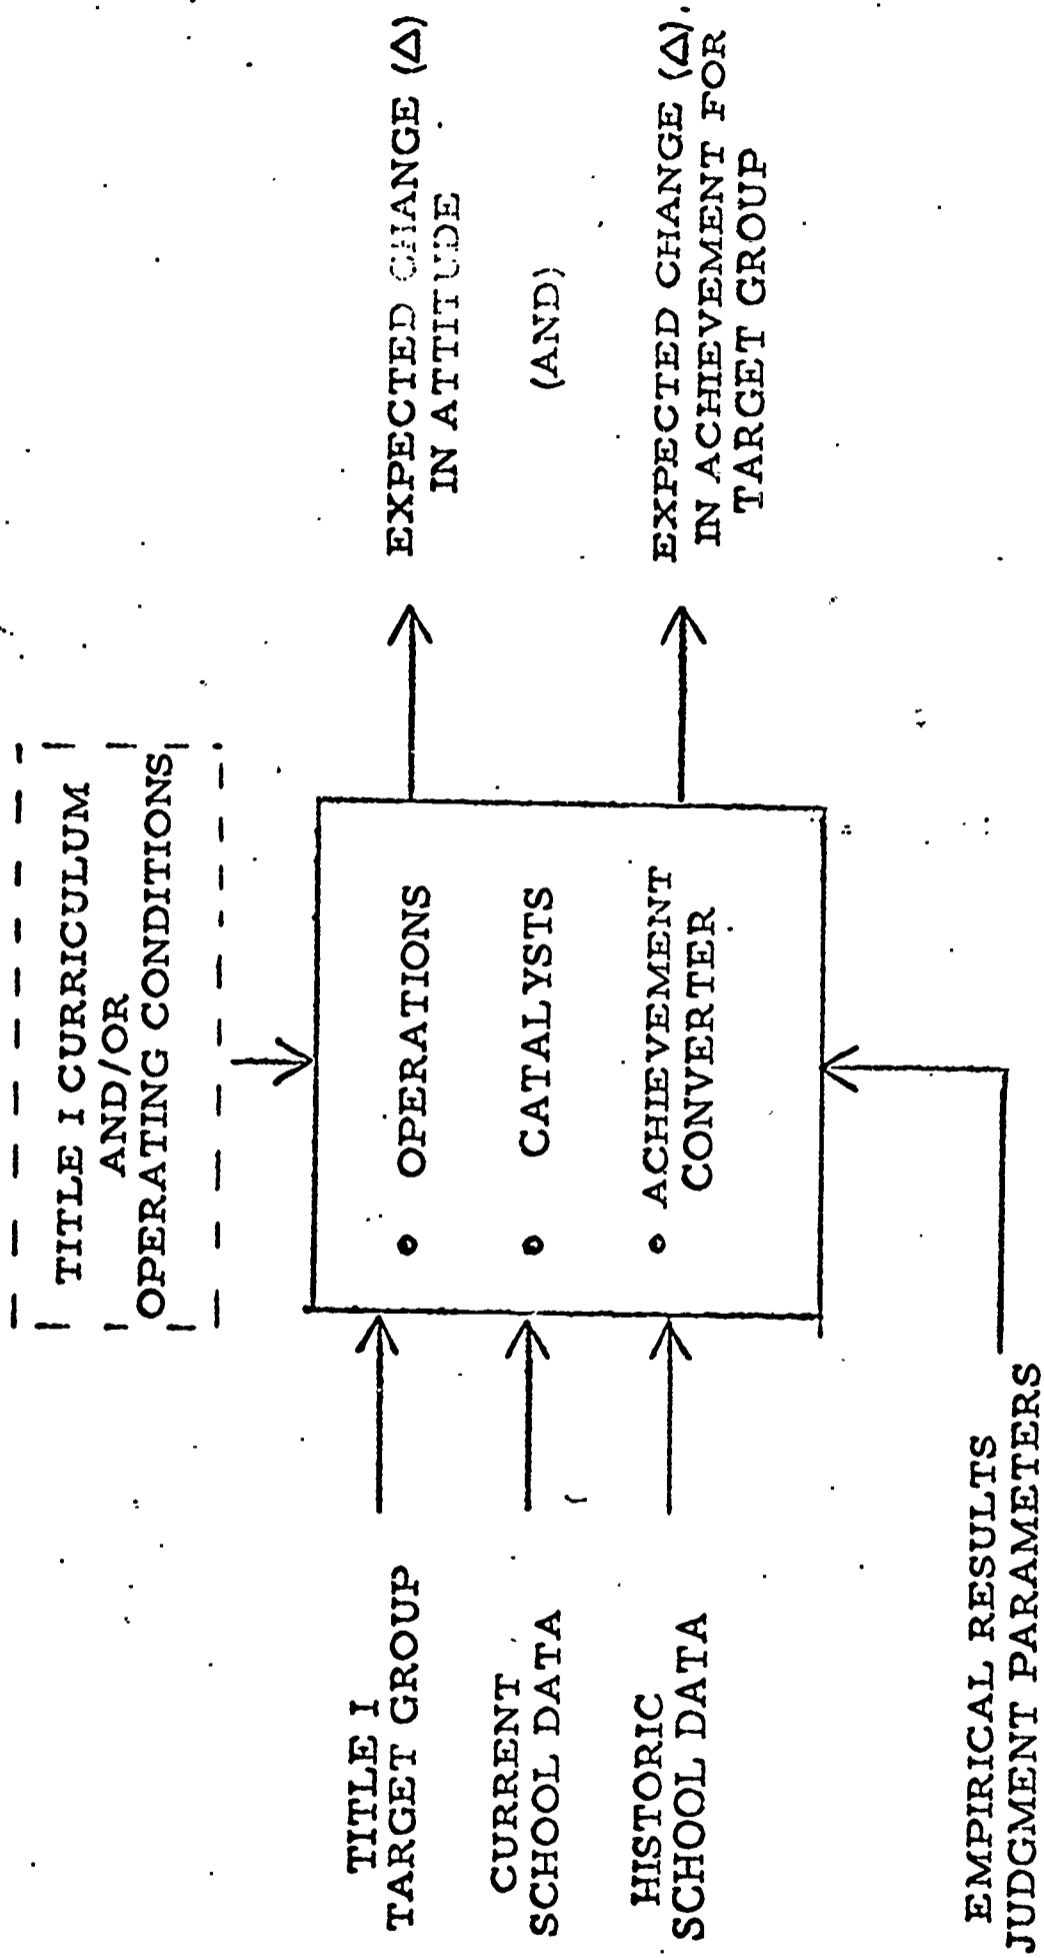 TITLE I CURRICULUM
AND/OR
OPERATING CONDITIONS
TITLE I
TARGET GROUP
CURRENT
SCHOOL DATA
HISTORIC
SCHOOL DATA
• OPERATIONS
• CATALYSTS
• ACHIEVEMENT
CONVERTER
EXPECTED CHANGE (Δ)
IN ATTITUDE
(AND)
EXPECTED CHANGE (Δ)
IN ACHIEVEMENT FOR
TARGET GROUP
EMPIRICAL RESULTS
JUDGMENT PARAMETERS